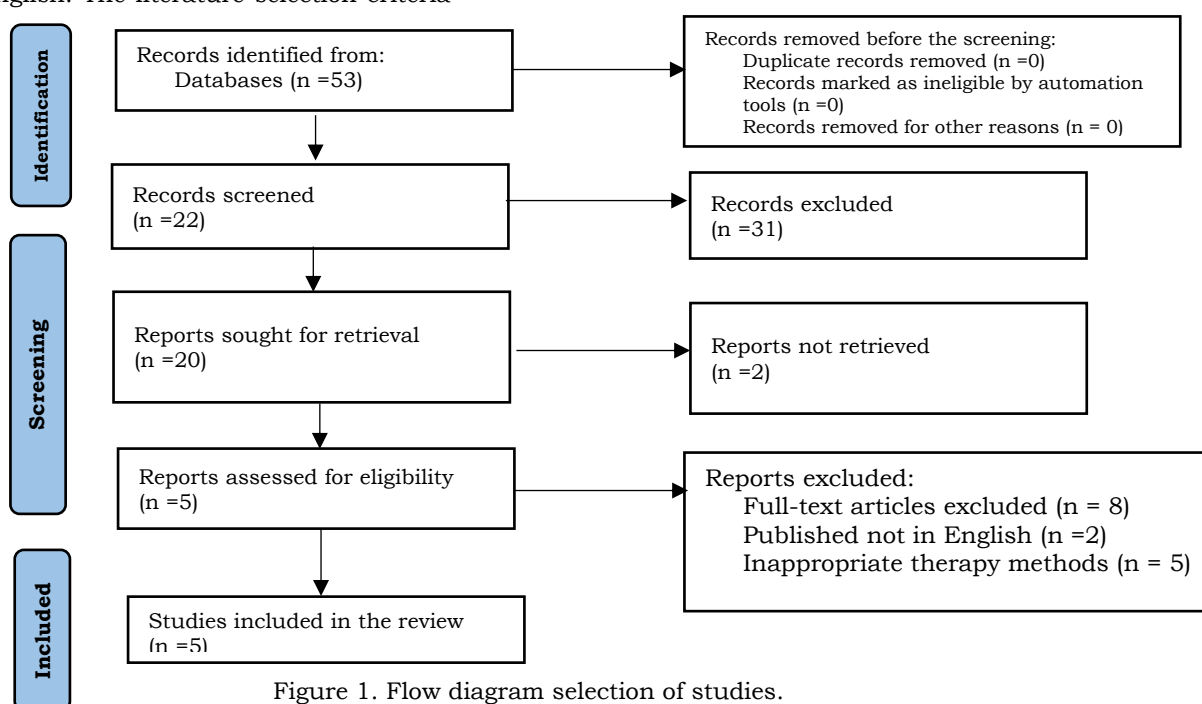 nglish. The literature selection criteria
Identification
Records identified from:
Databases (n =53)
Records removed before the screening:
Duplicate records removed (n =0)
Records marked as ineligible by automation
tools (n =0)
Records removed for other reasons (n = 0)
Records screened
(n =22)
Records excluded
(n =31)
Screening
Reports sought for retrieval
(n =20)
Reports not retrieved
(n =2)
Reports assessed for eligibility
(n =5)
Reports excluded:
Full-text articles excluded (n = 8)
Published not in English (n =2)
Inappropriate therapy methods (n = 5)
Included
Studies included in the review
(n =5)
Figure 1. Flow diagram selection of studies.